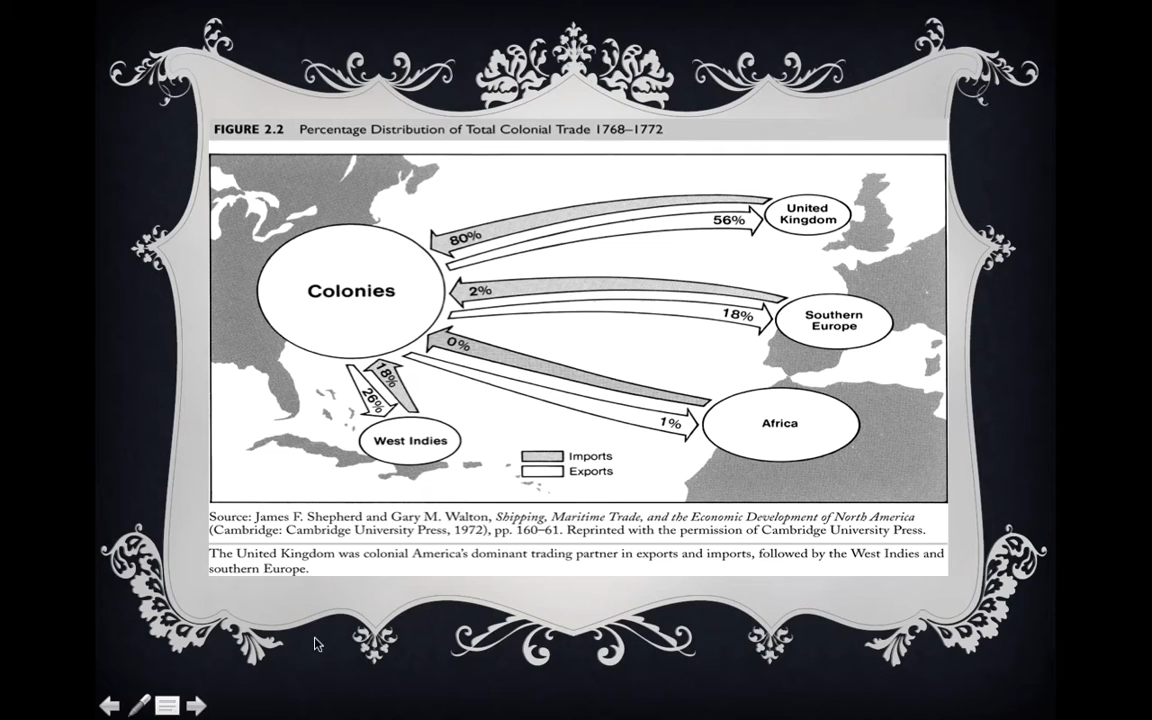 FIGURE 2.2 Percentage Distribution of Total Colonial Trade 1768–1772
United
Kingdom
56%
80%
Colonies
2%
Southern
Europe
18%
0%
18%
26%
1%
Africa
West Indies
Imports
Exports
Source: James F. Shepherd and Gary M. Walton, Shipping, Maritime Trade, and the Economic Development of North America
(Cambridge: Cambridge University Press, 1972), pp. 160–61. Reprinted with the permission of Cambridge University Press.
The United Kingdom was colonial America's dominant trading partner in exports and imports, followed by the West Indies and
southern Europe.